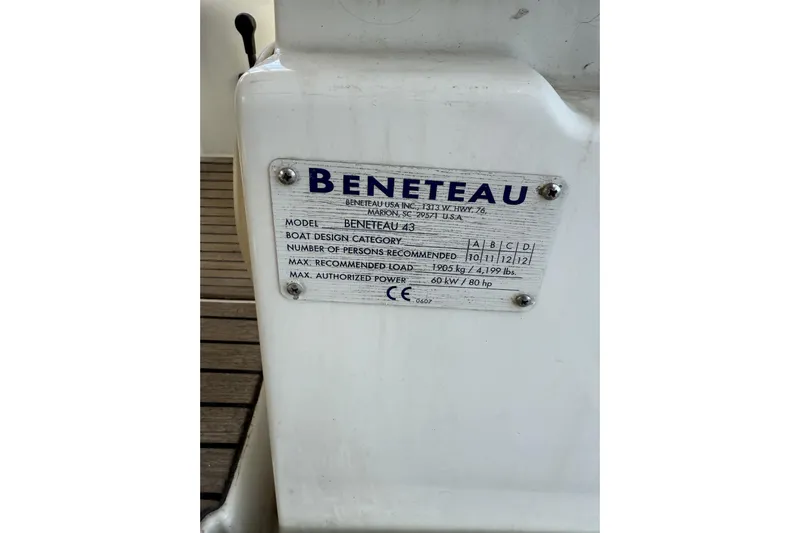 BENETEAU
BENETEAU USA INC., 1313 W. HWY. 76,
MARION, SC 29571 U.S.A.
MODEL BENETEAU 43
BOAT DESIGN CATEGORY A B C D
NUMBER OF PERSONS RECOMMENDED 10 11 12 12
MAX. RECOMMENDED LOAD 1905 kg / 4,199 lbs.
MAX. AUTHORIZED POWER 60 kW / 80 hp
CE 0607